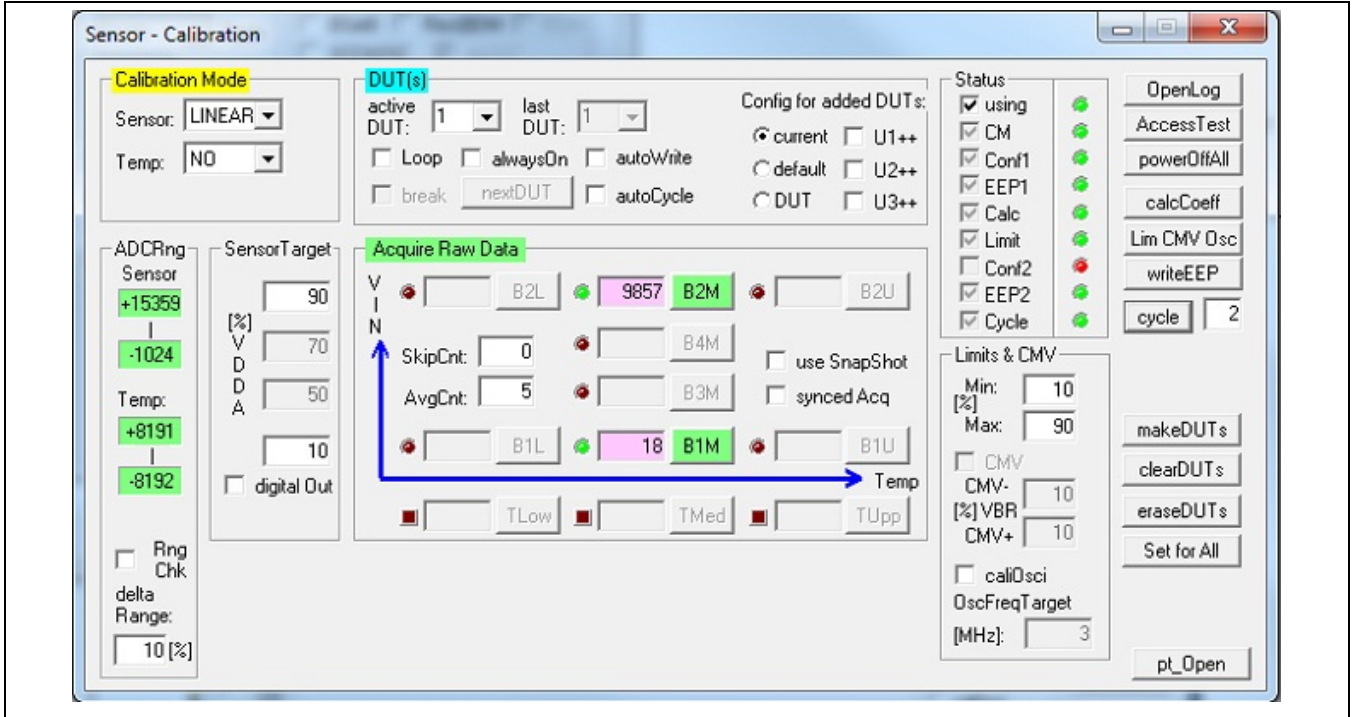 Sensor - Calibration
Calibration Mode
Sensor: LINEAR
Temp: NO
DUT(s)
active DUT: 1 last DUT: 1
Loop alwaysOn autoWrite
break nextDUT autoCycle
Config for added DUTs:
current U1++
default U2++
DUT U3++
Status
using
CM
Conf1
EEP1
Calc
Limit
Conf2
EEP2
Cycle
OpenLog
AccessTest
powerOffAll
calcCoeff
Lim CMV Osc
writeEEP
cycle 2
ADCRng
Sensor
+15359
|
-1024
Temp:
+8191
|
-8192
Rng
Chk
delta
Range:
10 [%]
SensorTarget
[%]
V
D
D
A
90
70
50
10
digital Out
Acquire Raw Data
V
I
N
B2L 9857 B2M B2U
SkipCnt: 0 B4M use SnapShot
AvgCnt: 5 B3M synced Acq
B1L 18 B1M B1U
Temp
TLow TMed TUpp
Limits & CMV
Min: 10
[%]
Max: 90
CMV
CMV- 10
[%] VBR
CMV+ 10
caliOsci
OscFreqTarget
[MHz]: 3
makeDUTs
clearDUTs
eraseDUTs
Set for All
pt_Open